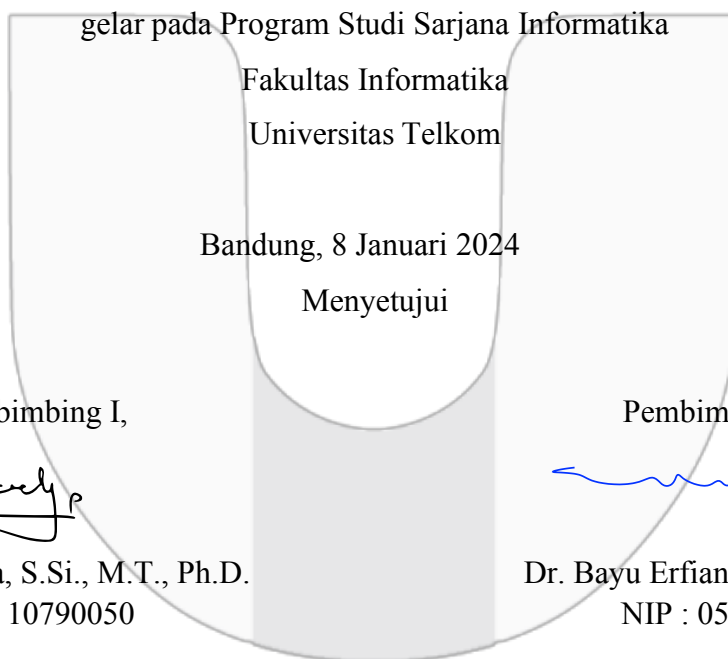 gelar pada Program Studi Sarjana Informatika
Fakultas Informatika
Universitas Telkom
Bandung, 8 Januari 2024
Menyetujui
bimbing I,
Pembim
a, S.Si., M.T., Ph.D.
Dr. Bayu Erfian
10790050
NIP : 05